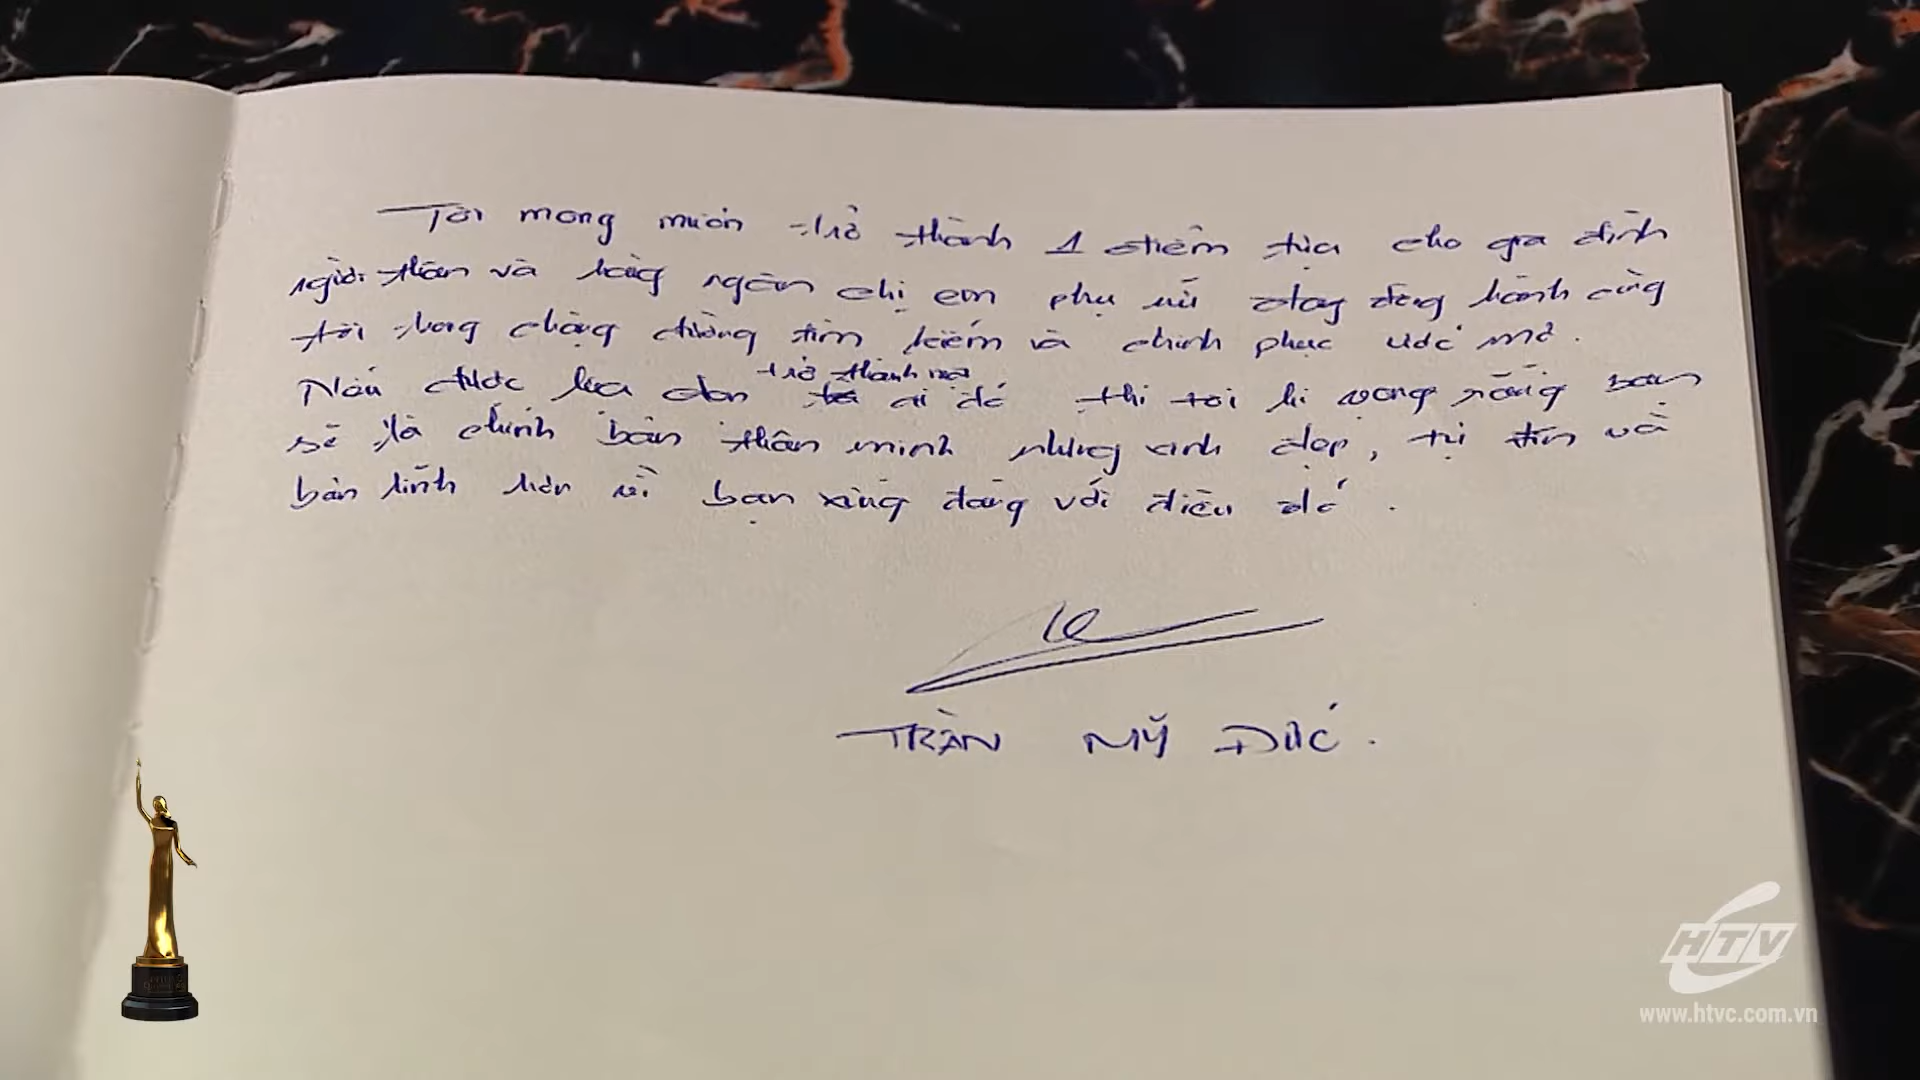 Tôi mong muốn trở thành 1 điểm tựa cho gia đình
người thân và hàng ngàn chị em phụ nữ đang đồng hành cùng
tôi trong chặng đường tìm kiếm và chinh phục ước mơ.
Nếu được lựa chọn trở thành một ai đó thì tôi hi vọng rằng bạn
sẽ là chính bản thân mình nhưng xinh đẹp, tự tin và
bản lĩnh hơn vì bạn xứng đáng với điều đó.
TRẦN MỸ ĐỨC.
HTV
www.htvc.com.vn